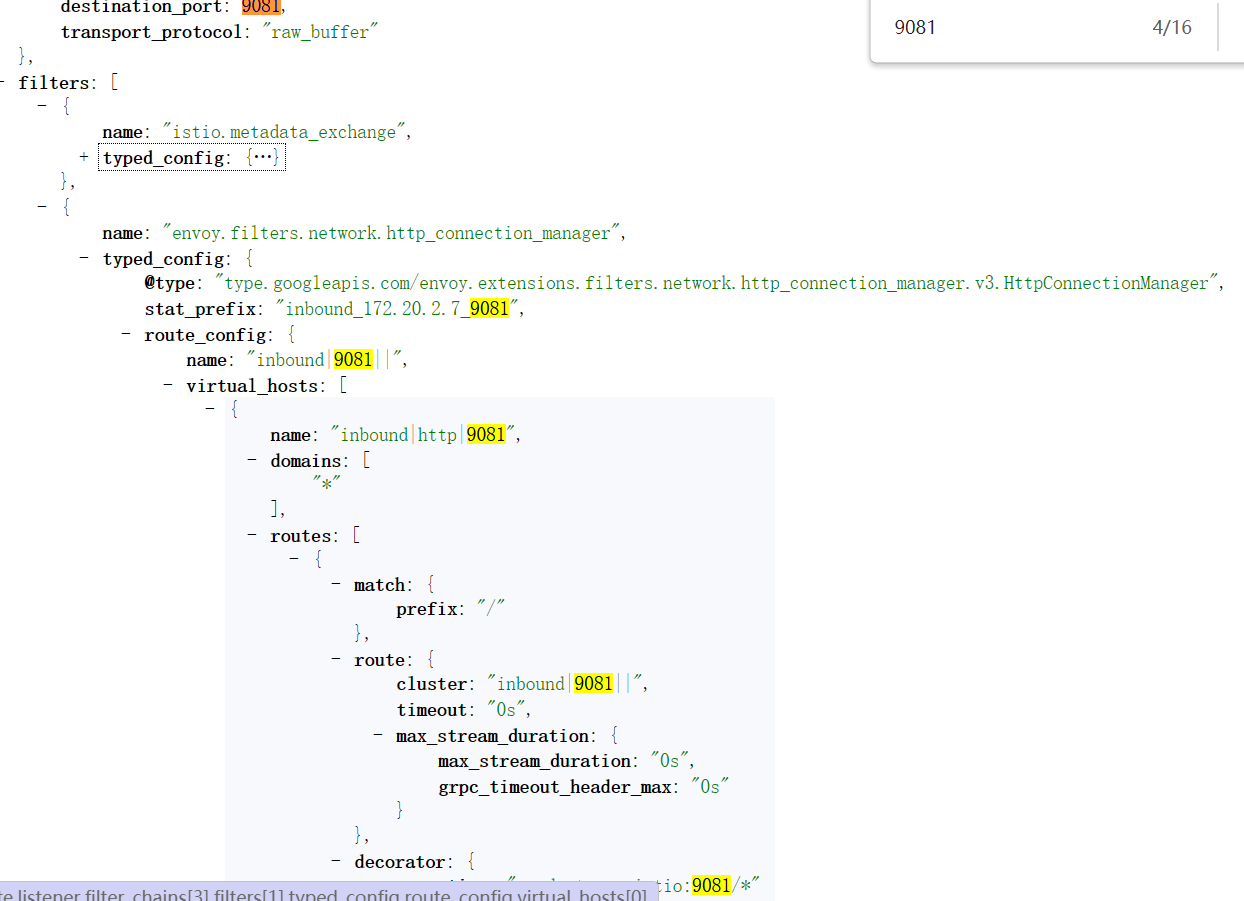 destination_port: 9081,
9081 4/16
transport_protocol: "raw_buffer"
},
- filters: [
- {
name: "istio.metadata_exchange",
+ typed_config: {…}
},
- {
name: "envoy.filters.network.http_connection_manager",
- typed_config: {
@type: "type.googleapis.com/envoy.extensions.filters.network.http_connection_manager.v3.HttpConnectionManager",
stat_prefix: "inbound_172.20.2.7_9081",
- route_config: {
name: "inbound|9081||",
- virtual_hosts: [
- {
name: "inbound|http|9081",
- domains: [
"*"
],
- routes: [
- {
- match: {
prefix: "/"
},
- route: {
cluster: "inbound|9081||",
timeout: "0s",
- max_stream_duration: {
max_stream_duration: "0s",
grpc_timeout_header_max: "0s"
}
},
- decorator: {
tio:9081/*"
te.listener.filter_chains[3].filters[1].typed_config.route_config.virtual_hosts[0]